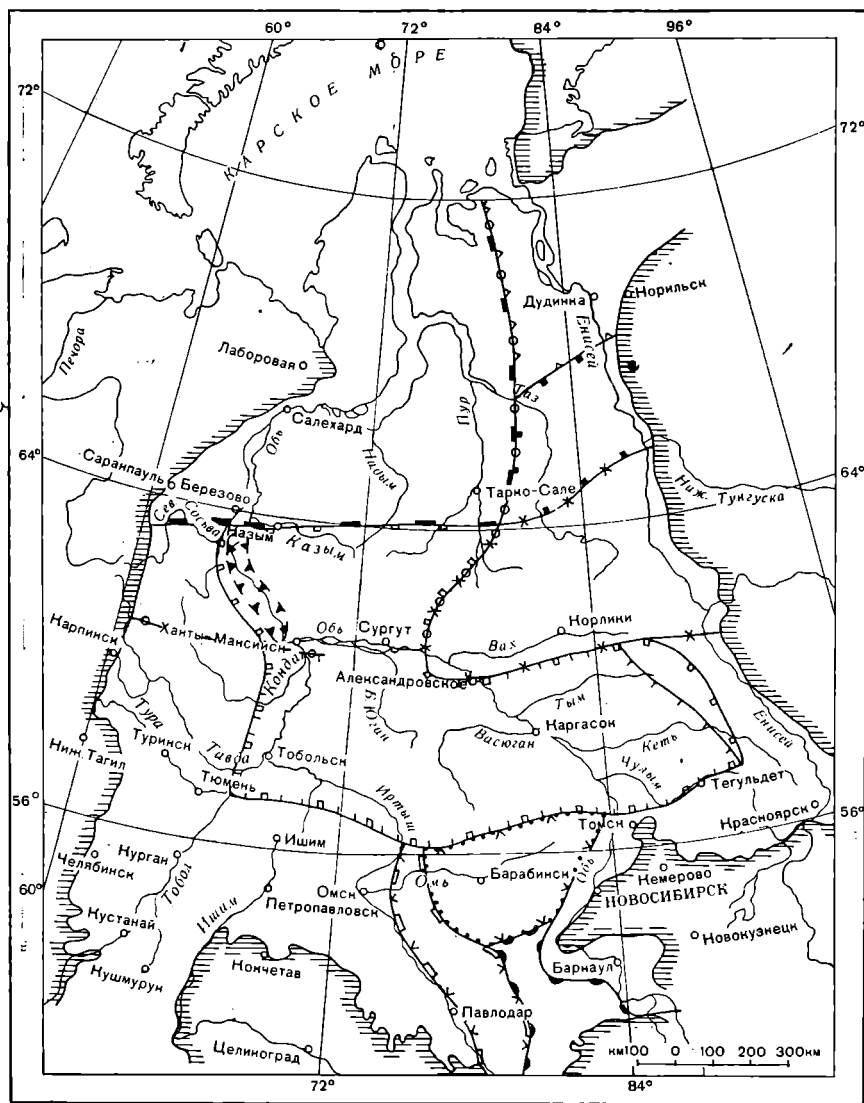 60°
72°
84°
96°
72°
КАРСКОЕ МОРЕ
72°
Дудинка
Норильск
Енисей
Печора
Лаборовая
Таз
Пур
Салехард
Обь
Надым
64°
64°
Саранпауль
Березово
Тарко-Сале
Ниж. Тунгуска
Сев. Сосьва
Казым
Казым
Карпинск
Ханты-Мансийск
Обь
Сургут
Корлики
Вах
Конда
Александровское
Тым
Б. Юган
Тура
Васюган
Каргасок
Кеть
Енисей
Туринск
Тавда
Тобольск
Чулым
Ниж. Тагил
Тюмень
Тегульдет
Иртыш
Красноярск
56°
56°
Томск
Ишим
Челябинск
Курган
Тобол
Омь
Барабинск
Обь
Кемерово
60°
Омск
НОВОСИБИРСК
Петропавловск
Кустанай
Ишим
Новокузнецк
Кушмурун
Кокчетав
Барнаул
Павлодар
Целиноград
км100 0 100 200 300км
72°
84°